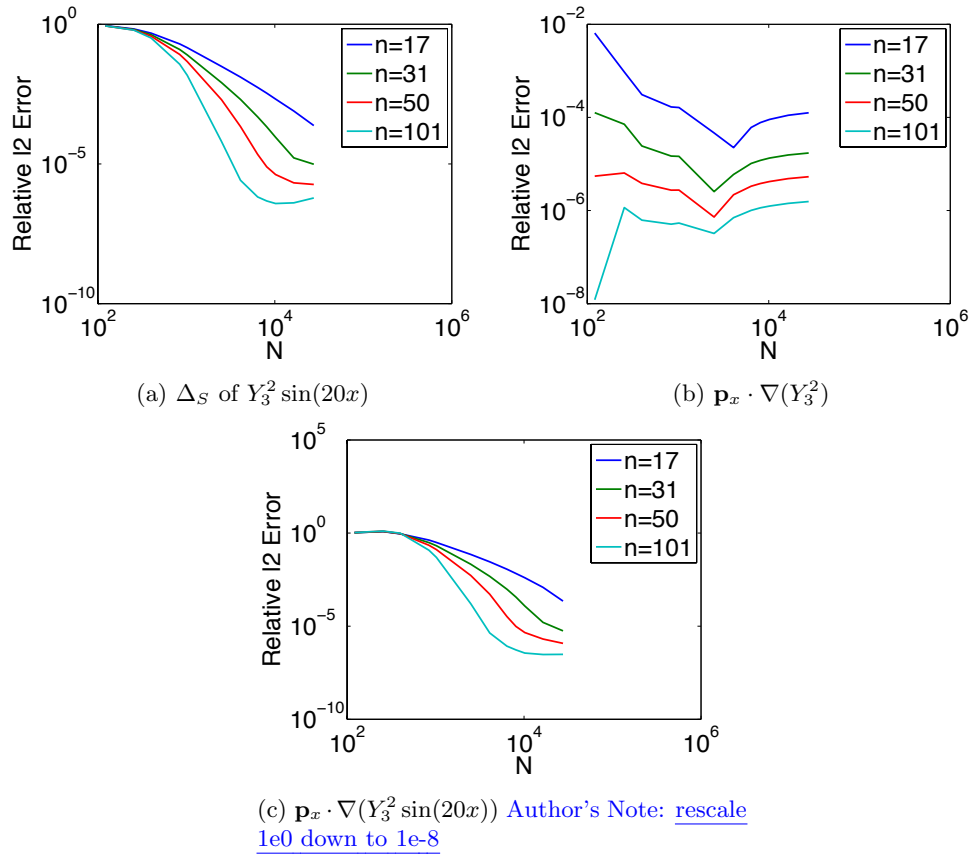 10^0
10^-5
10^-10
Relative l2 Error
10^2
10^4
10^6
N
n=17
n=31
n=50
n=101
(a) Δ_S of Y_3^2 sin(20x)
10^-2
10^-4
10^-6
10^-8
Relative l2 Error
10^2
10^4
10^6
N
n=17
n=31
n=50
n=101
(b) p_x · ∇(Y_3^2)
10^5
10^0
10^-5
10^-10
Relative l2 Error
10^2
10^4
10^6
N
n=17
n=31
n=50
n=101
(c) p_x · ∇(Y_3^2 sin(20x)) Author's Note: rescale
1e0 down to 1e-8